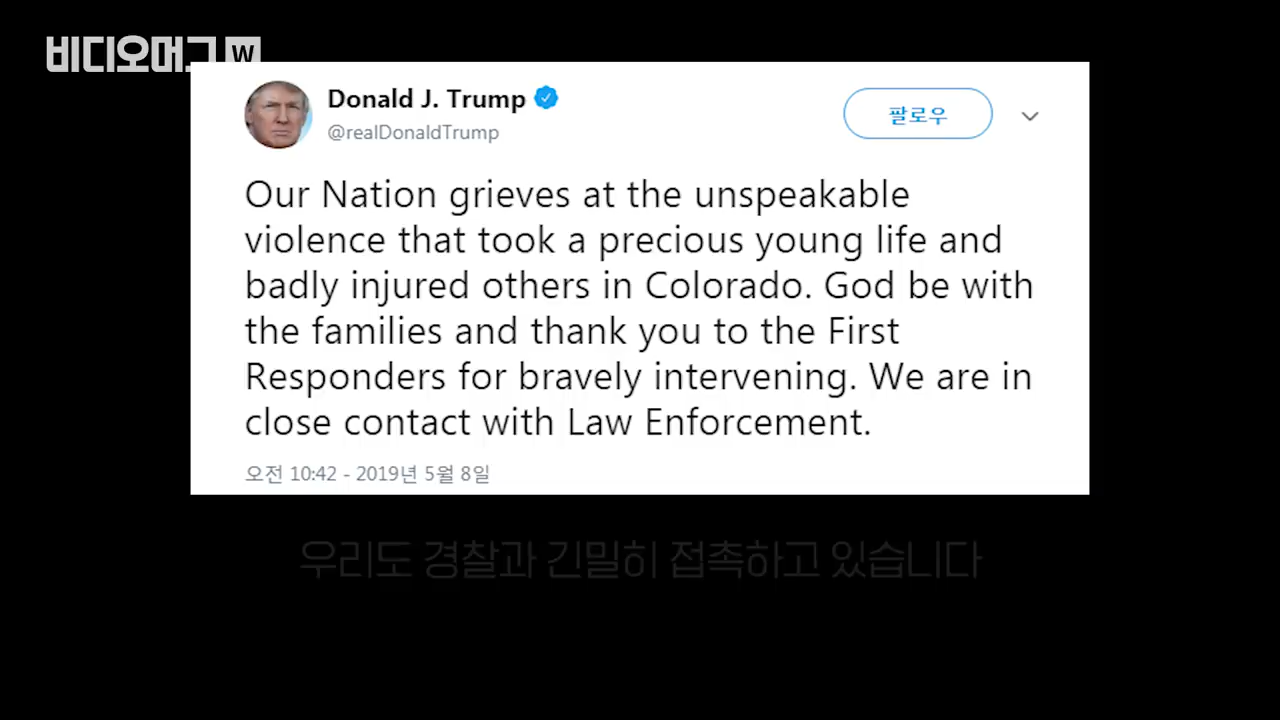 비디오머그 W
Donald J. Trump
@realDonaldTrump
팔로우
Our Nation grieves at the unspeakable
violence that took a precious young life and
badly injured others in Colorado. God be with
the families and thank you to the First
Responders for bravely intervening. We are in
close contact with Law Enforcement.
오전 10:42 - 2019년 5월 8일
우리도 경찰과 긴밀히 접촉하고 있습니다